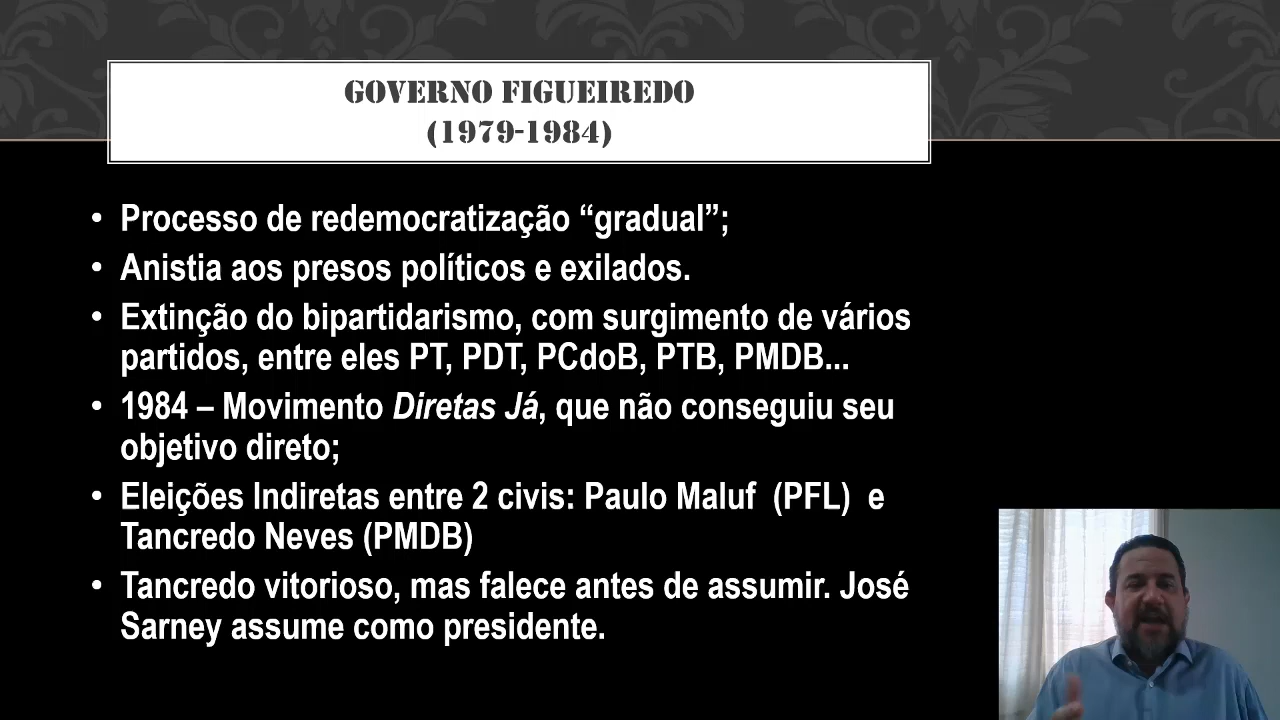 GOVERNO FIGUEIREDO
(1979-1984)
• Processo de redemocratização “gradual”;
• Anistia aos presos políticos e exilados.
• Extinção do bipartidarismo, com surgimento de vários
partidos, entre eles PT, PDT, PCdoB, PTB, PMDB...
• 1984 – Movimento Diretas Já, que não conseguiu seu
objetivo direto;
• Eleições Indiretas entre 2 civis: Paulo Maluf (PFL) e
Tancredo Neves (PMDB)
• Tancredo vitorioso, mas falece antes de assumir. José
Sarney assume como presidente.